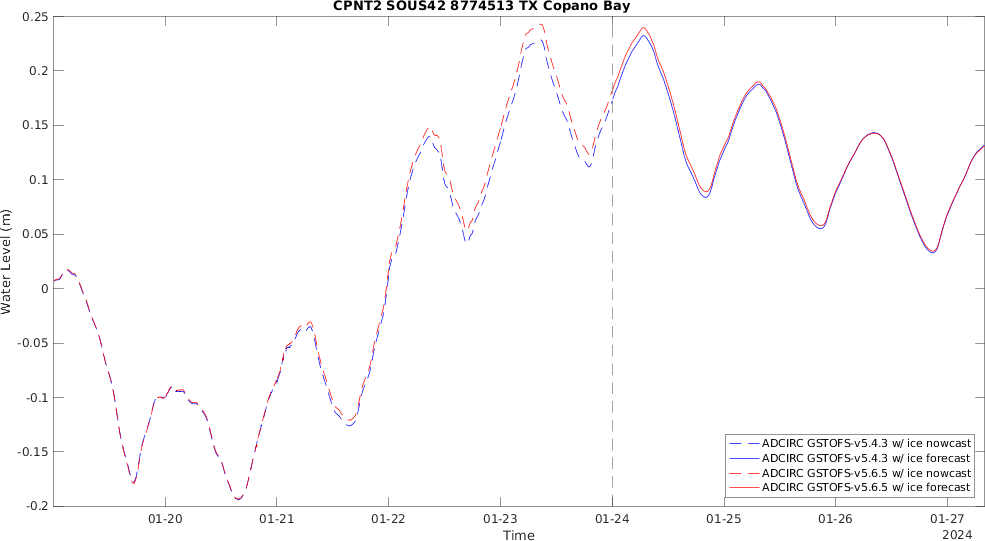 CPNT2 SOUS42 8774513 TX Copano Bay
0.25
0.2
0.15
0.1
0.05
0
-0.05
-0.1
-0.15
-0.2
Water Level (m)
01-20 01-21 01-22 01-23 01-24 01-25 01-26 01-27
Time
2024
ADCIRC GSTOFS-v5.4.3 w/ ice nowcast
ADCIRC GSTOFS-v5.4.3 w/ ice forecast
ADCIRC GSTOFS-v5.6.5 w/ ice nowcast
ADCIRC GSTOFS-v5.6.5 w/ ice forecast